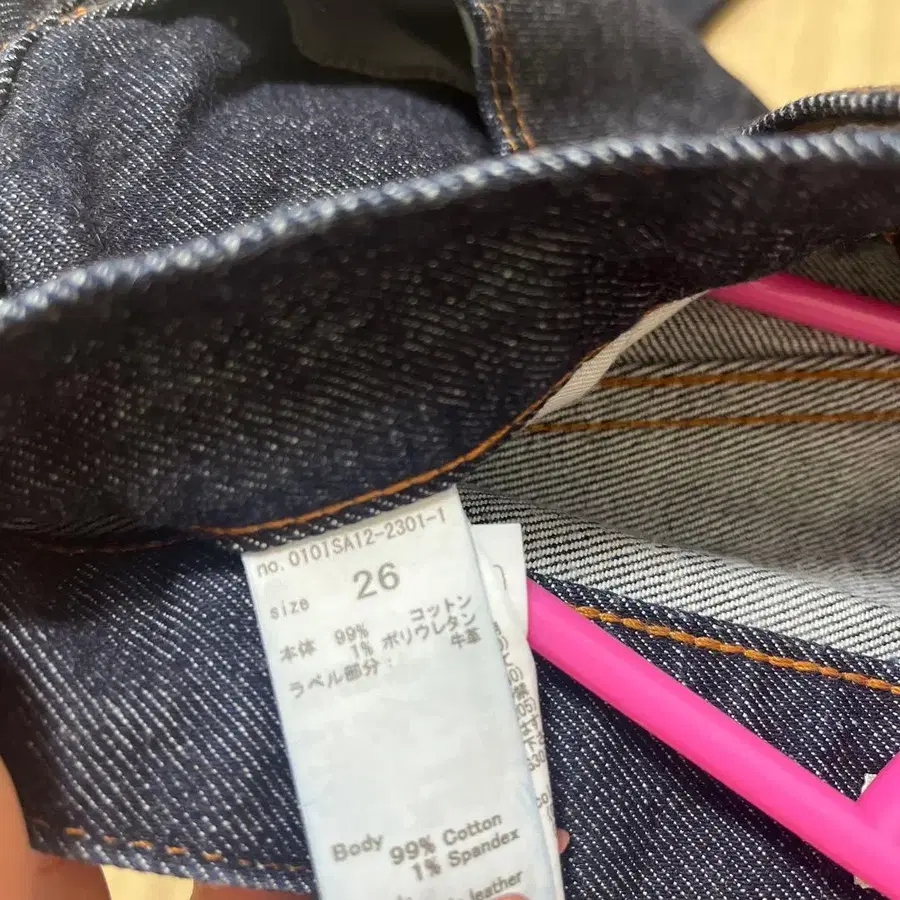 no. 0101SA12-2301-1
size 26
本体 99% コットン
1% ポリウレタン
ラベル部分: 牛革
Body 99% Cotton
1% Spandex
leather